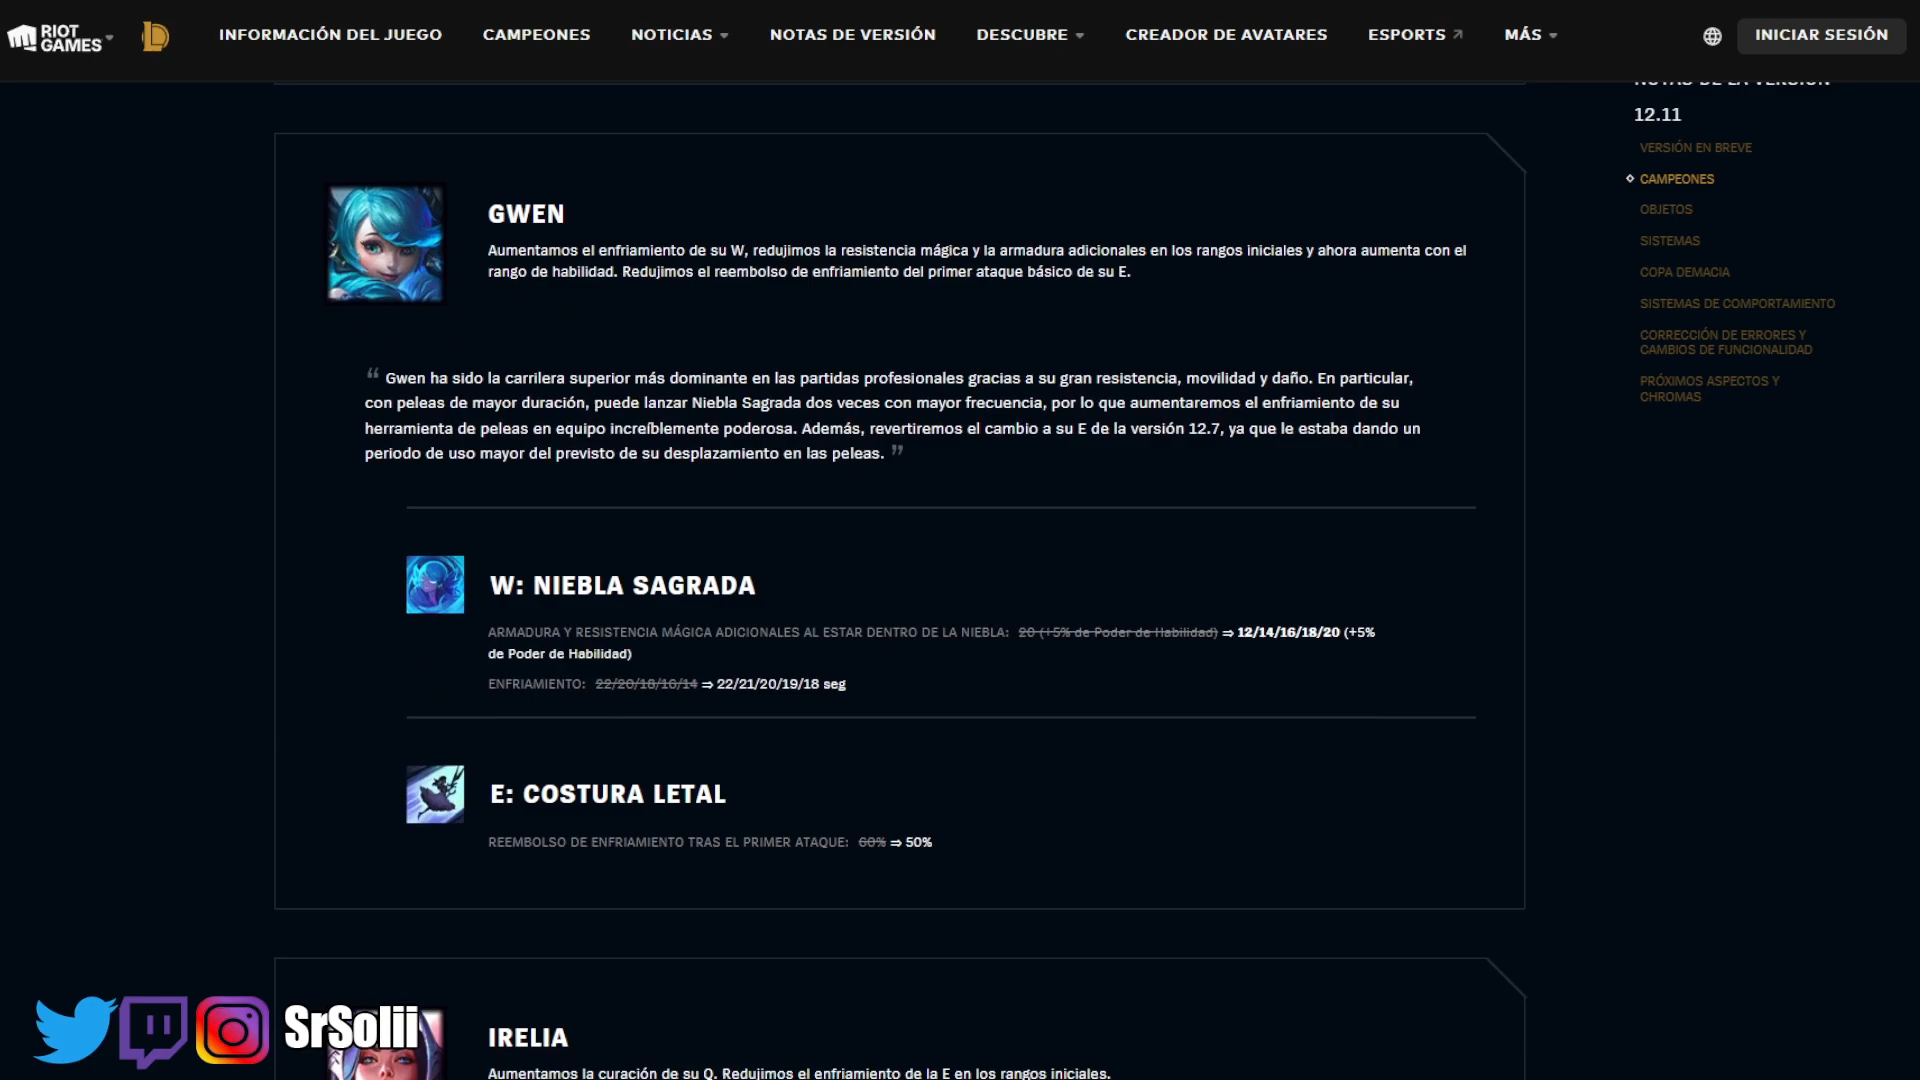 RIOT GAMES
INFORMACIÓN DEL JUEGO
CAMPEONES
NOTICIAS
NOTAS DE VERSIÓN
DESCUBRE
CREADOR DE AVATARES
ESPORTS
MÁS
INICIAR SESIÓN
NOTAS DE LA VERSIÓN
12.11
VERSIÓN EN BREVE
CAMPEONES
OBJETOS
SISTEMAS
COPA DEMACIA
SISTEMAS DE COMPORTAMIENTO
CORRECCIÓN DE ERRORES Y
CAMBIOS DE FUNCIONALIDAD
PRÓXIMOS ASPECTOS Y
CHROMAS
GWEN
Aumentamos el enfriamiento de su W, redujimos la resistencia mágica y la armadura adicionales en los rangos iniciales y ahora aumenta con el
rango de habilidad. Redujimos el reembolso de enfriamiento del primer ataque básico de su E.
“ Gwen ha sido la carrilera superior más dominante en las partidas profesionales gracias a su gran resistencia, movilidad y daño. En particular,
con peleas de mayor duración, puede lanzar Niebla Sagrada dos veces con mayor frecuencia, por lo que aumentaremos el enfriamiento de su
herramienta de peleas en equipo increíblemente poderosa. Además, revertiremos el cambio a su E de la versión 12.7, ya que le estaba dando un
periodo de uso mayor del previsto de su desplazamiento en las peleas. ”
W: NIEBLA SAGRADA
ARMADURA Y RESISTENCIA MÁGICA ADICIONALES AL ESTAR DENTRO DE LA NIEBLA: 20 (+5% de Poder de Habilidad) ⇒ 12/14/16/18/20 (+5%
de Poder de Habilidad)
ENFRIAMIENTO: 22/20/18/16/14 ⇒ 22/21/20/19/18 seg
E: COSTURA LETAL
REEMBOLSO DE ENFRIAMIENTO TRAS EL PRIMER ATAQUE: 60% ⇒ 50%
SrSolii
IRELIA
Aumentamos la curación de su Q. Redujimos el enfriamiento de la E en los rangos iniciales.